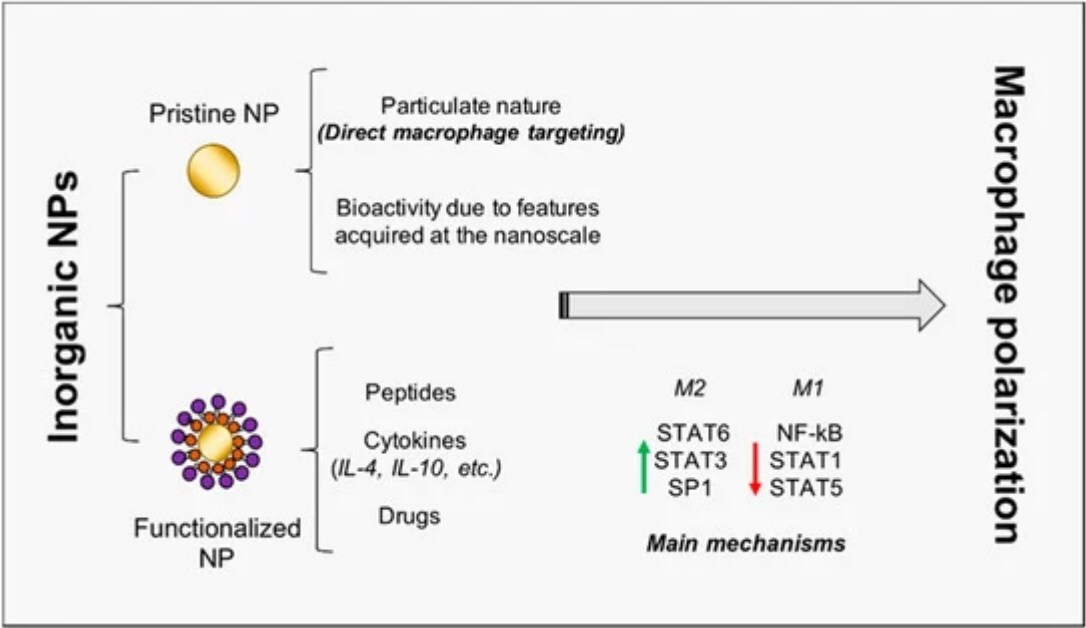 Inorganic NPs
Pristine NP
Particulate nature
(Direct macrophage targeting)
Bioactivity due to features
acquired at the nanoscale
Functionalized
NP
Peptides
Cytokines
(IL-4, IL-10, etc.)
Drugs
M2
STAT6
STAT3
SP1
M1
NF-kB
STAT1
STAT5
Main mechanisms
Macrophage polarization